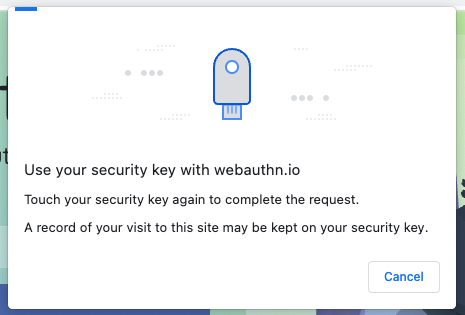 Use your security key with webauthn.io
Touch your security key again to complete the request.
A record of your visit to this site may be kept on your security key.
Cancel